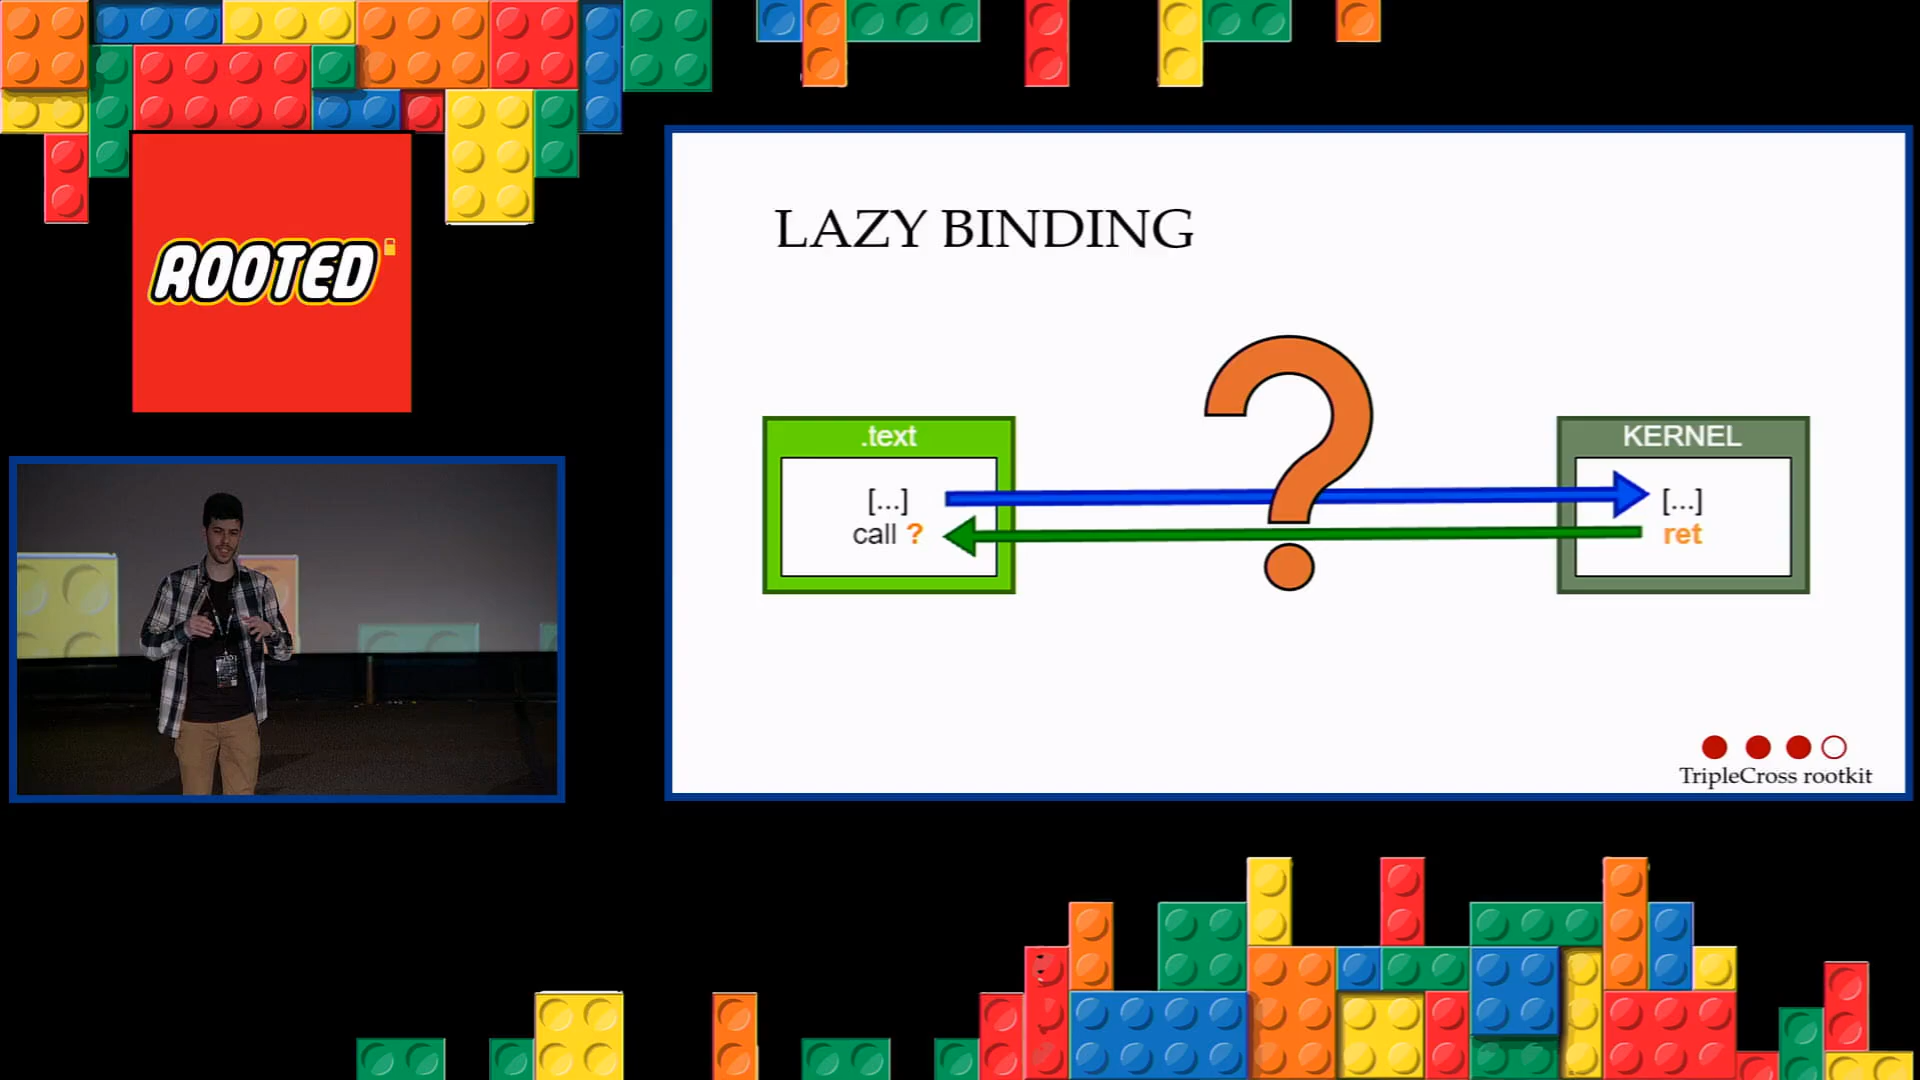 ROOTED
LAZY BINDING
.text
[...]
call ?
?
KERNEL
[...]
ret
TripleCross rootkit